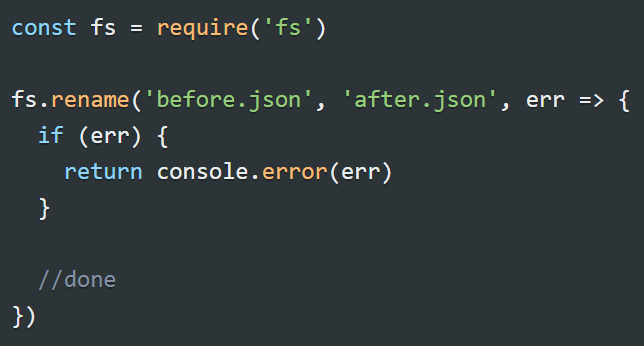 const fs = require('fs')

fs.rename('before.json', 'after.json', err => {
  if (err) {
    return console.error(err)
  }

  //done
})